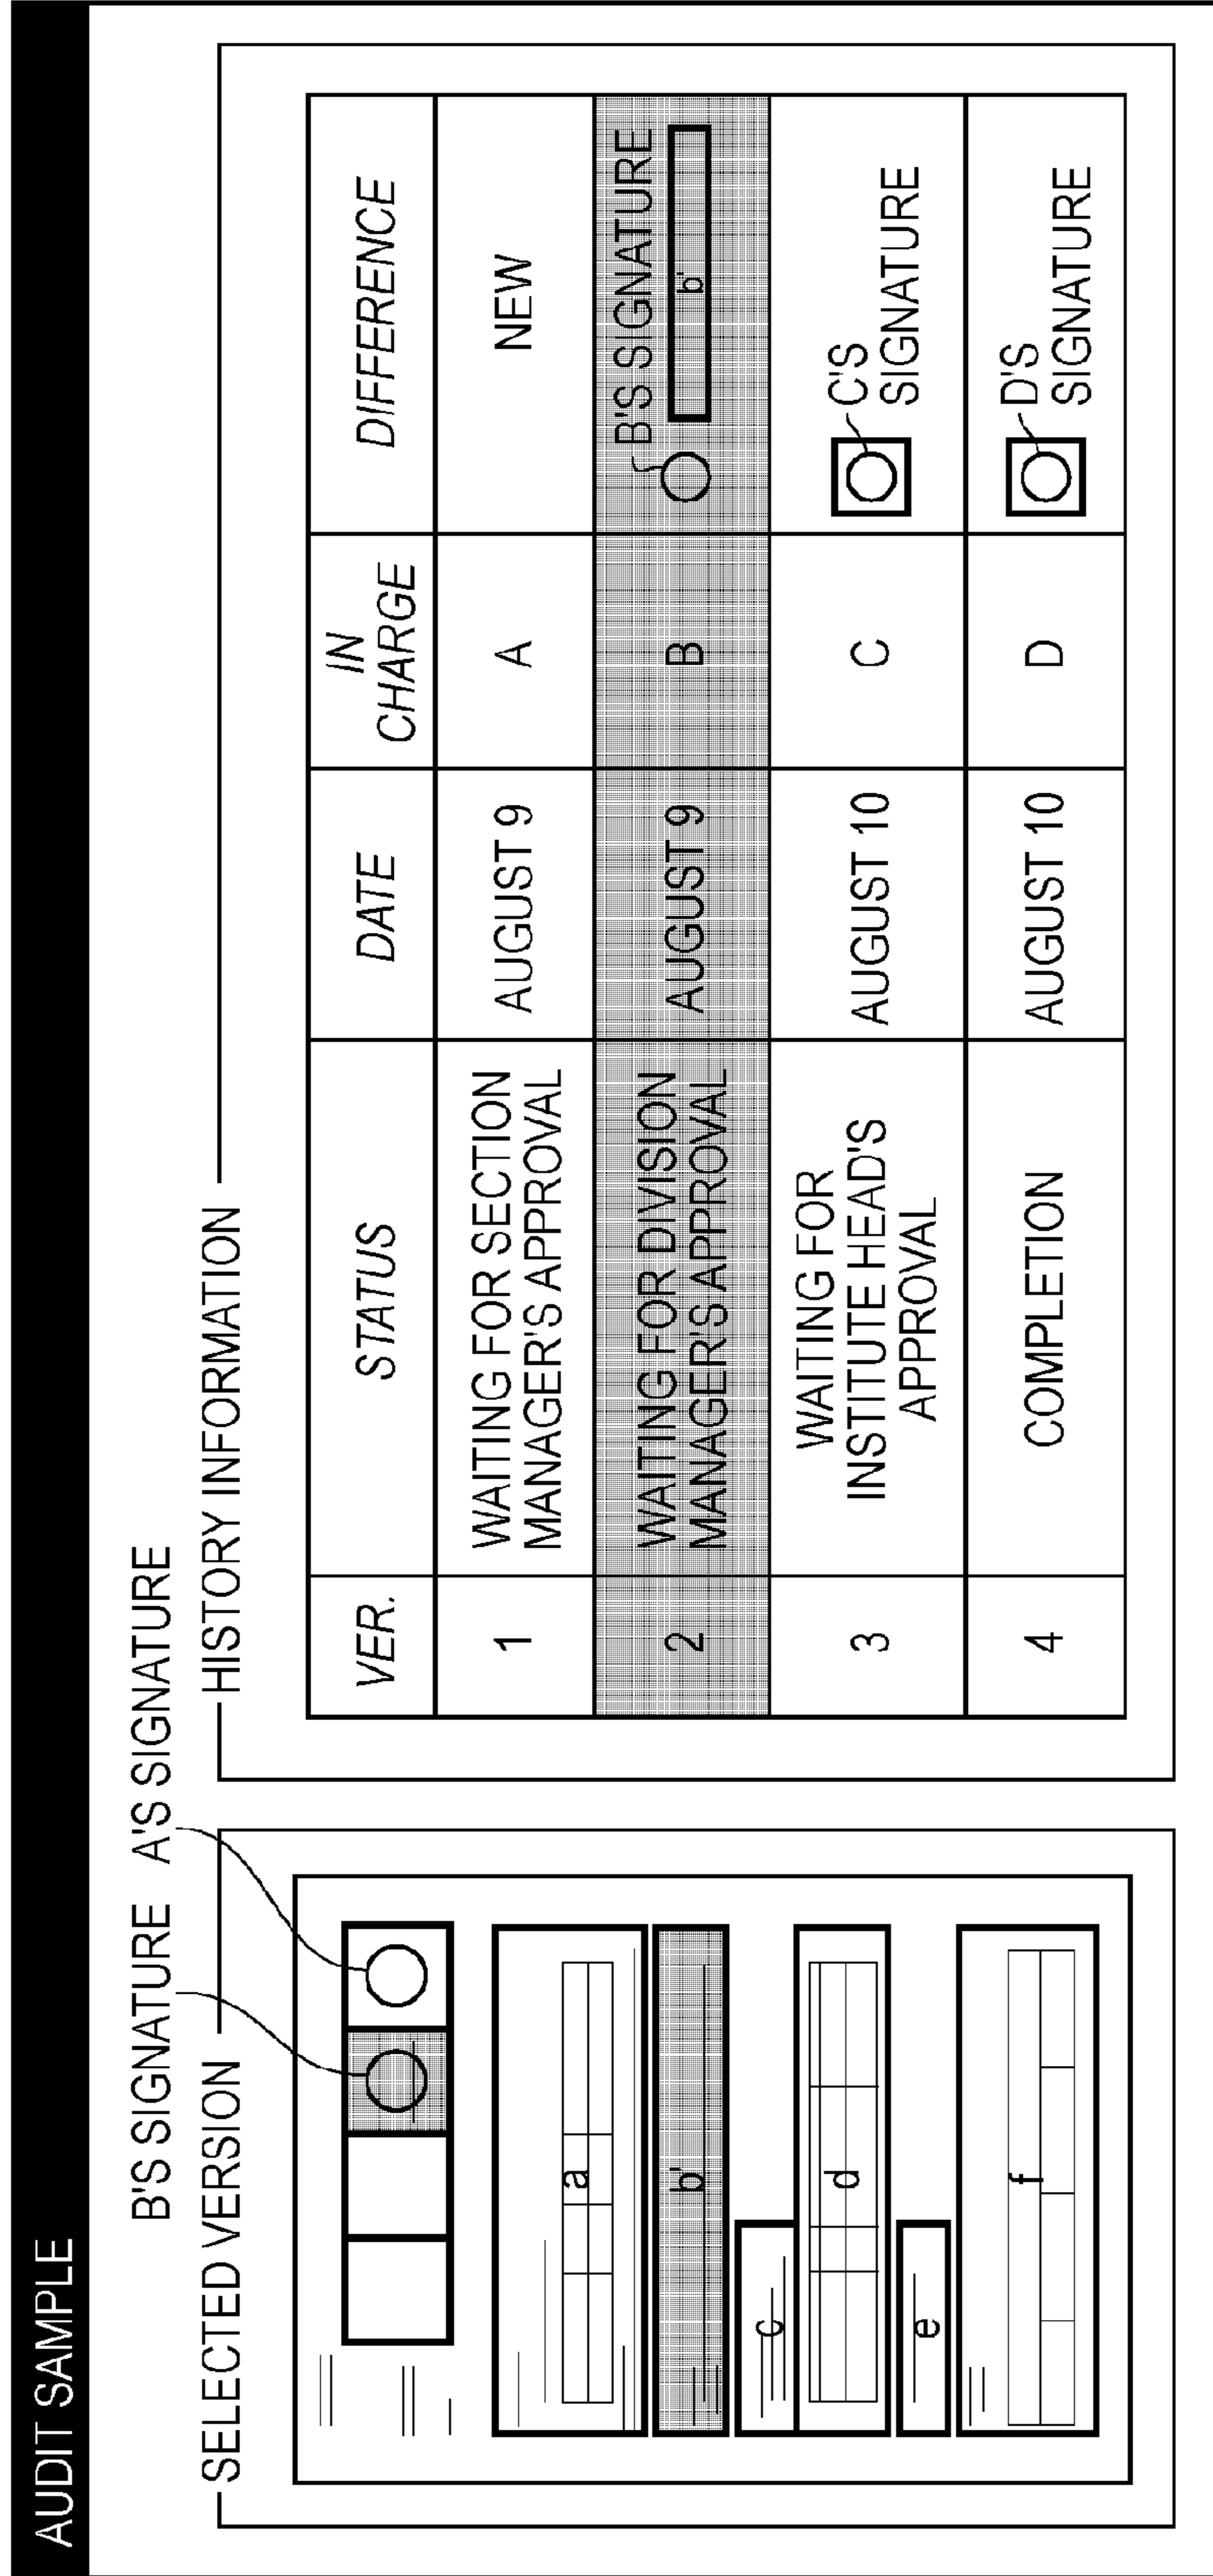 AUDIT SAMPLE
B'S SIGNATURE
A'S SIGNATURE
SELECTED VERSION
a
b'
c
d
e
f
HISTORY INFORMATION
VER.
STATUS
DATE
IN
CHARGE
DIFFERENCE
1
WAITING FOR SECTION
MANAGER'S APPROVAL
AUGUST 9
A
NEW
2
WAITING FOR DIVISION
MANAGER'S APPROVAL
AUGUST 9
B
B'S SIGNATURE
b'
3
WAITING FOR
INSTITUTE HEAD'S
APPROVAL
AUGUST 10
C
C'S
SIGNATURE
4
COMPLETION
AUGUST 10
D
D'S
SIGNATURE